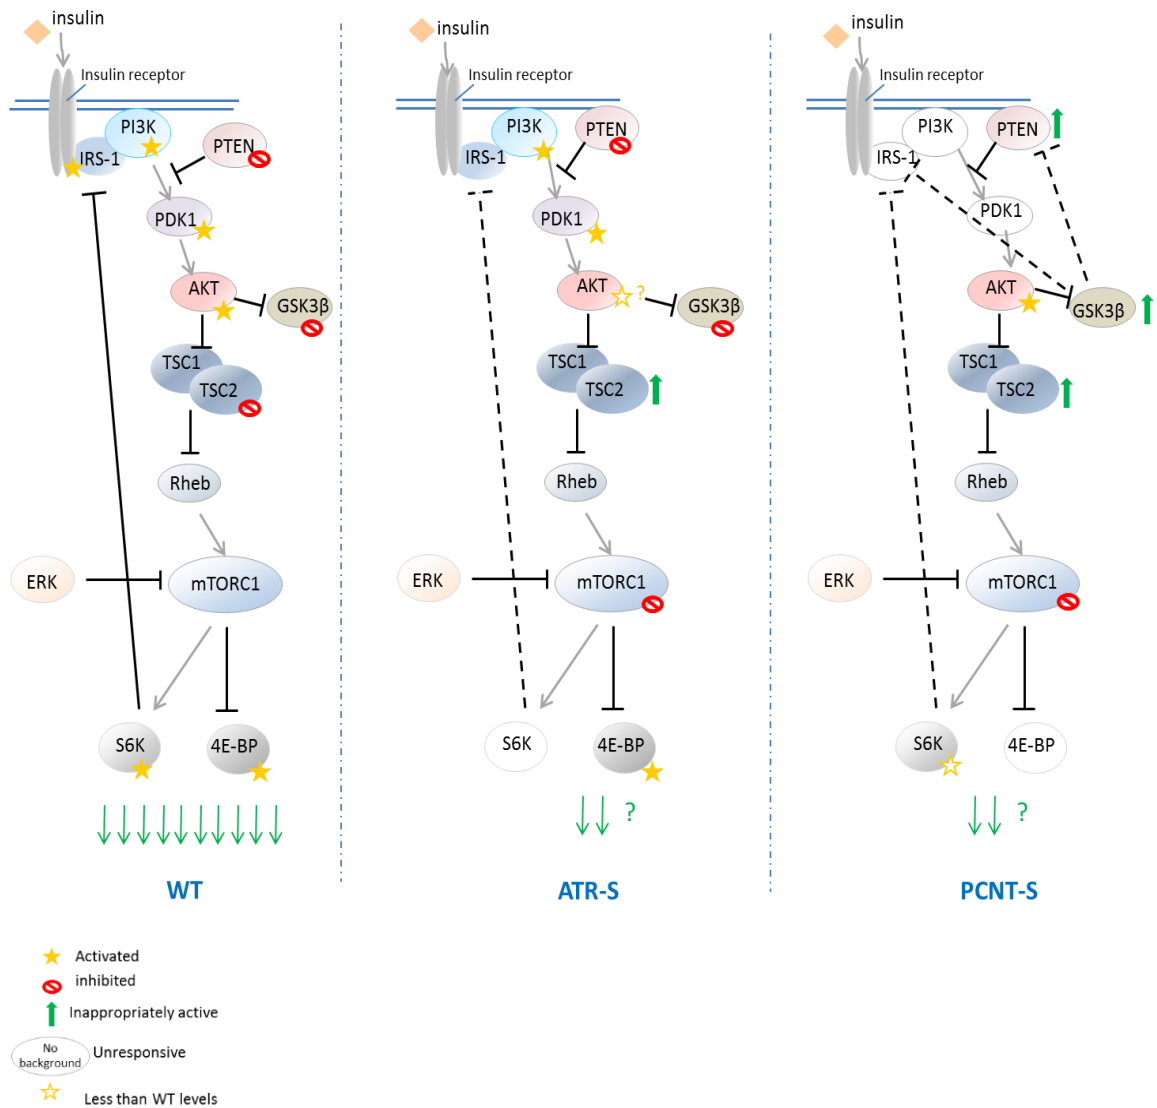 insulin
Insulin receptor
PI3K
PTEN
IRS-1
PDK1
AKT
GSK3β
TSC1
TSC2
Rheb
ERK
mTORC1
S6K
4E-BP
WT
insulin
Insulin receptor
PI3K
PTEN
IRS-1
PDK1
AKT
?
GSK3β
TSC1
TSC2
Rheb
ERK
mTORC1
S6K
4E-BP
?
ATR-S
insulin
Insulin receptor
PI3K
PTEN
IRS-1
PDK1
AKT
GSK3β
TSC1
TSC2
Rheb
ERK
mTORC1
S6K
4E-BP
?
PCNT-S
Activated
inhibited
Inappropriately active
No
background
Unresponsive
Less than WT levels